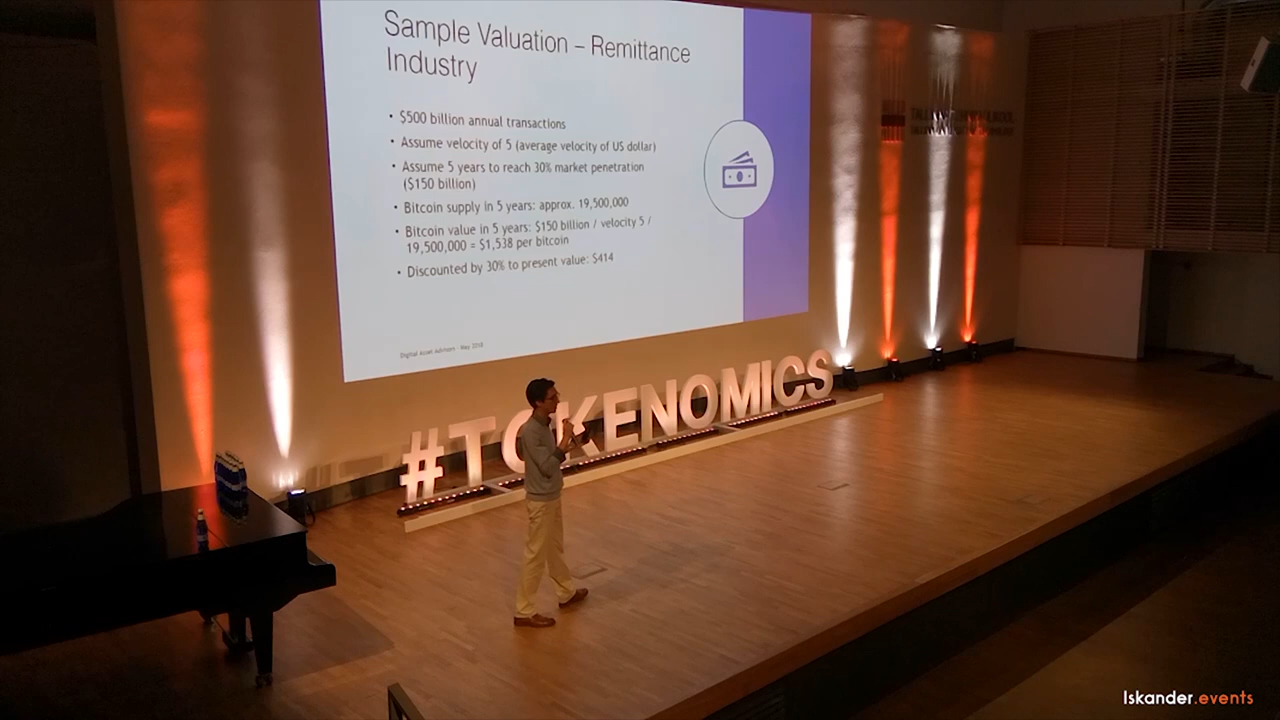 Sample Valuation – Remittance
Industry
• $500 billion annual transactions
• Assume velocity of 5 (average velocity of US dollar)
• Assume 5 years to reach 30% market penetration
($150 billion)
• Bitcoin supply in 5 years: approx. 19,500,000
• Bitcoin value in 5 years: $150 billion / velocity 5 /
19,500,000 = $1,538 per bitcoin
• Discounted by 30% to present value: $414
Digital Asset Advisors - May 2018
#TOKENOMICS
Iskander.events